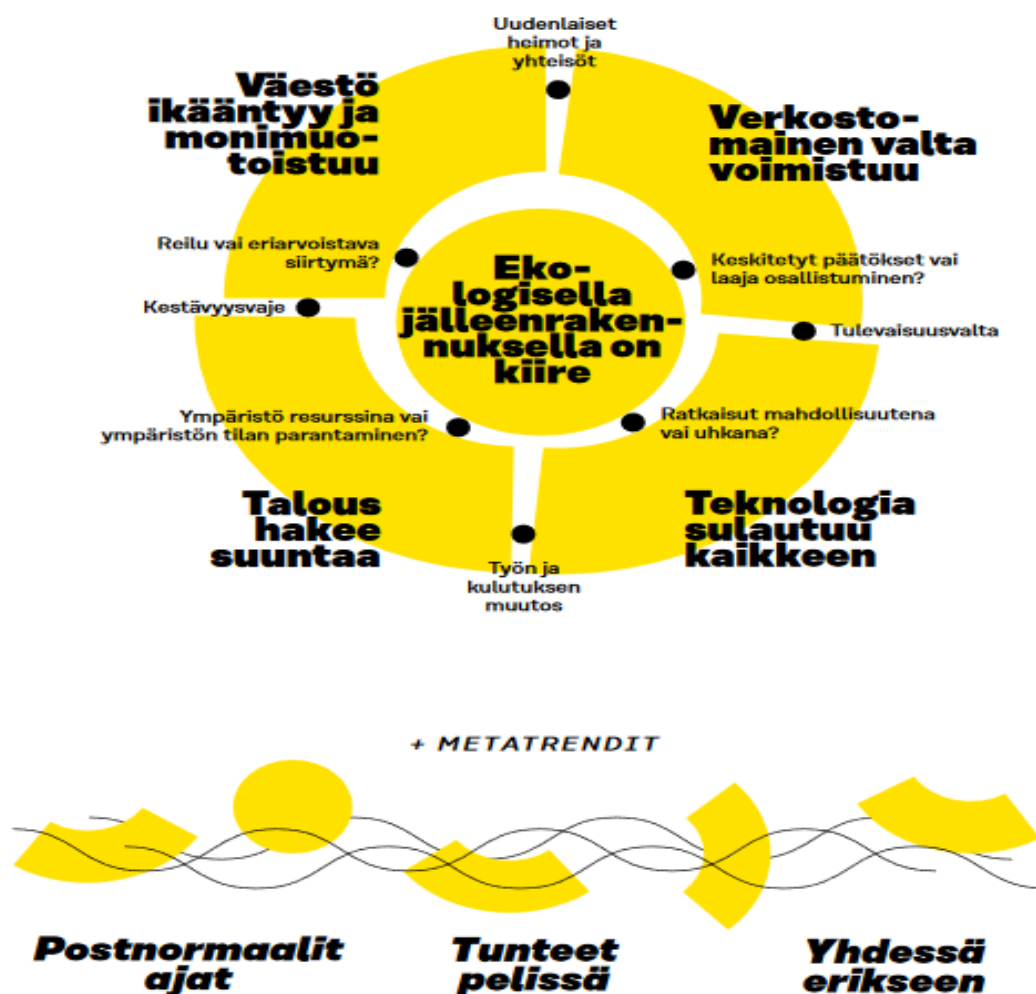 Uudenlaiset
heimot ja
yhteisöt
Väestö
ikääntyy ja
monimuo-
toistuu
Verkosto-
mainen valta
voimistuu
Reilu vai eriarvoistava
siirtymä?
Keskitetyt päätökset vai
laaja osallistuminen?
Eko-
logisella
jälleenraken-
nuksella on
kiire
Kestävyysvaje
Tulevaisuusvalta
Ympäristö resurssina vai
ympäristön tilan parantaminen?
Ratkaisut mahdollisuutena
vai uhkana?
Talous
hakee
suuntaa
Teknologia
sulautuu
kaikkeen
Työn ja
kulutuksen
muutos
+ METATRENDIT
Postnormaalit
ajat
Tunteet
pelissä
Yhdessä
erikseen